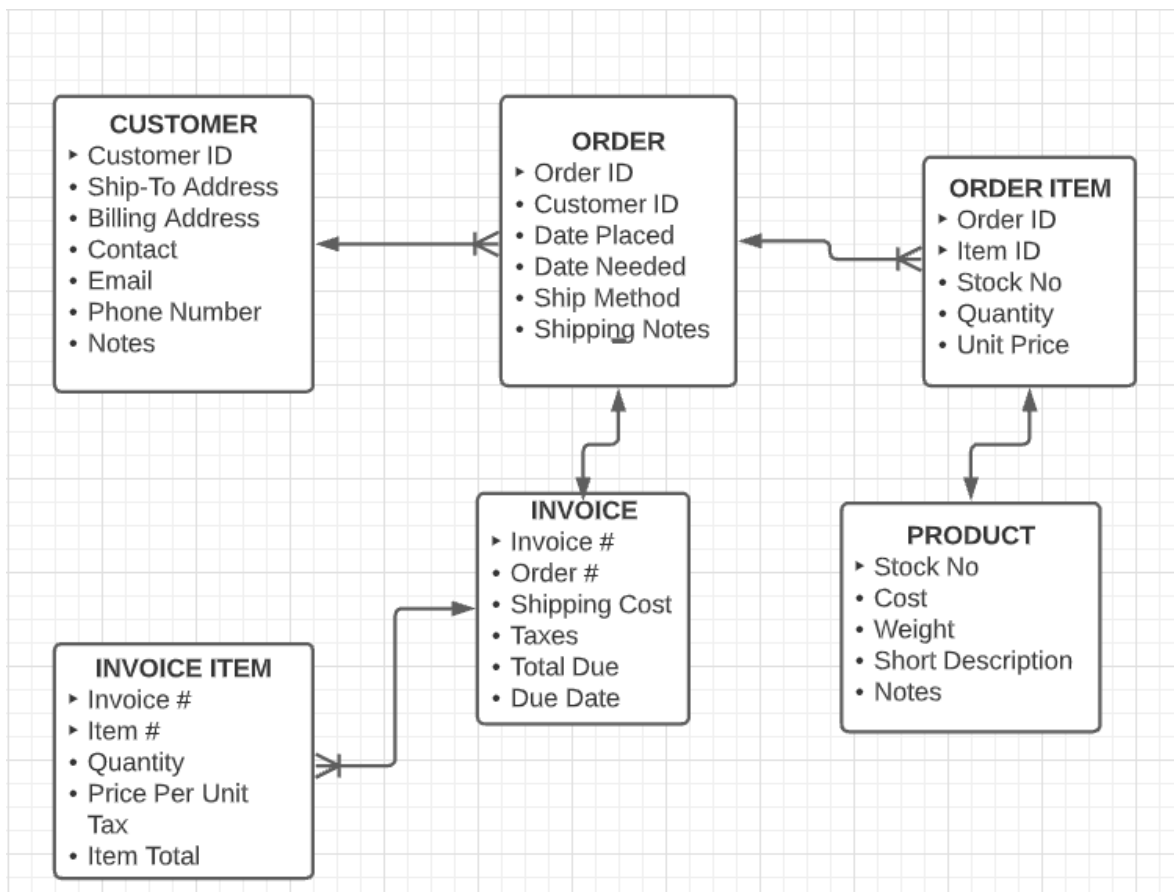 CUSTOMER
‣ Customer ID
• Ship-To Address
• Billing Address
• Contact
• Email
• Phone Number
• Notes
ORDER
‣ Order ID
• Customer ID
• Date Placed
• Date Needed
• Ship Method
• Shipping Notes
ORDER ITEM
‣ Order ID
‣ Item ID
• Stock No
• Quantity
• Unit Price
INVOICE
‣ Invoice #
• Order #
• Shipping Cost
• Taxes
• Total Due
• Due Date
PRODUCT
‣ Stock No
• Cost
• Weight
• Short Description
• Notes
INVOICE ITEM
‣ Invoice #
‣ Item #
• Quantity
• Price Per Unit
Tax
• Item Total